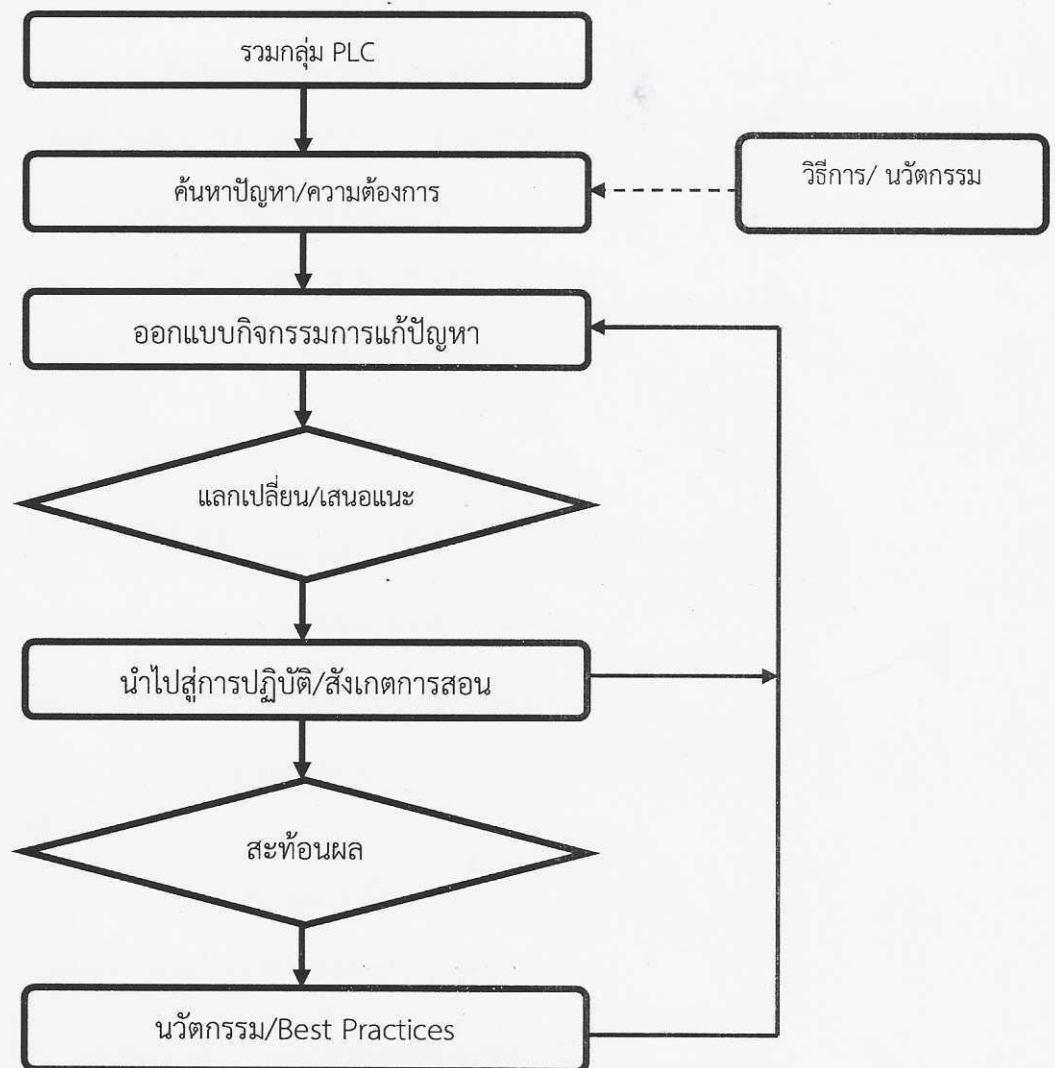 รวมกลุ่ม PLC
ค้นหาปัญหา/ความต้องการ
วิธีการ/ นวัตกรรม
ออกแบบกิจกรรมการแก้ปัญหา
แลกเปลี่ยน/เสนอแนะ
นำไปสู่การปฏิบัติ/สังเกตการสอน
สะท้อนผล
นวัตกรรม/Best Practices